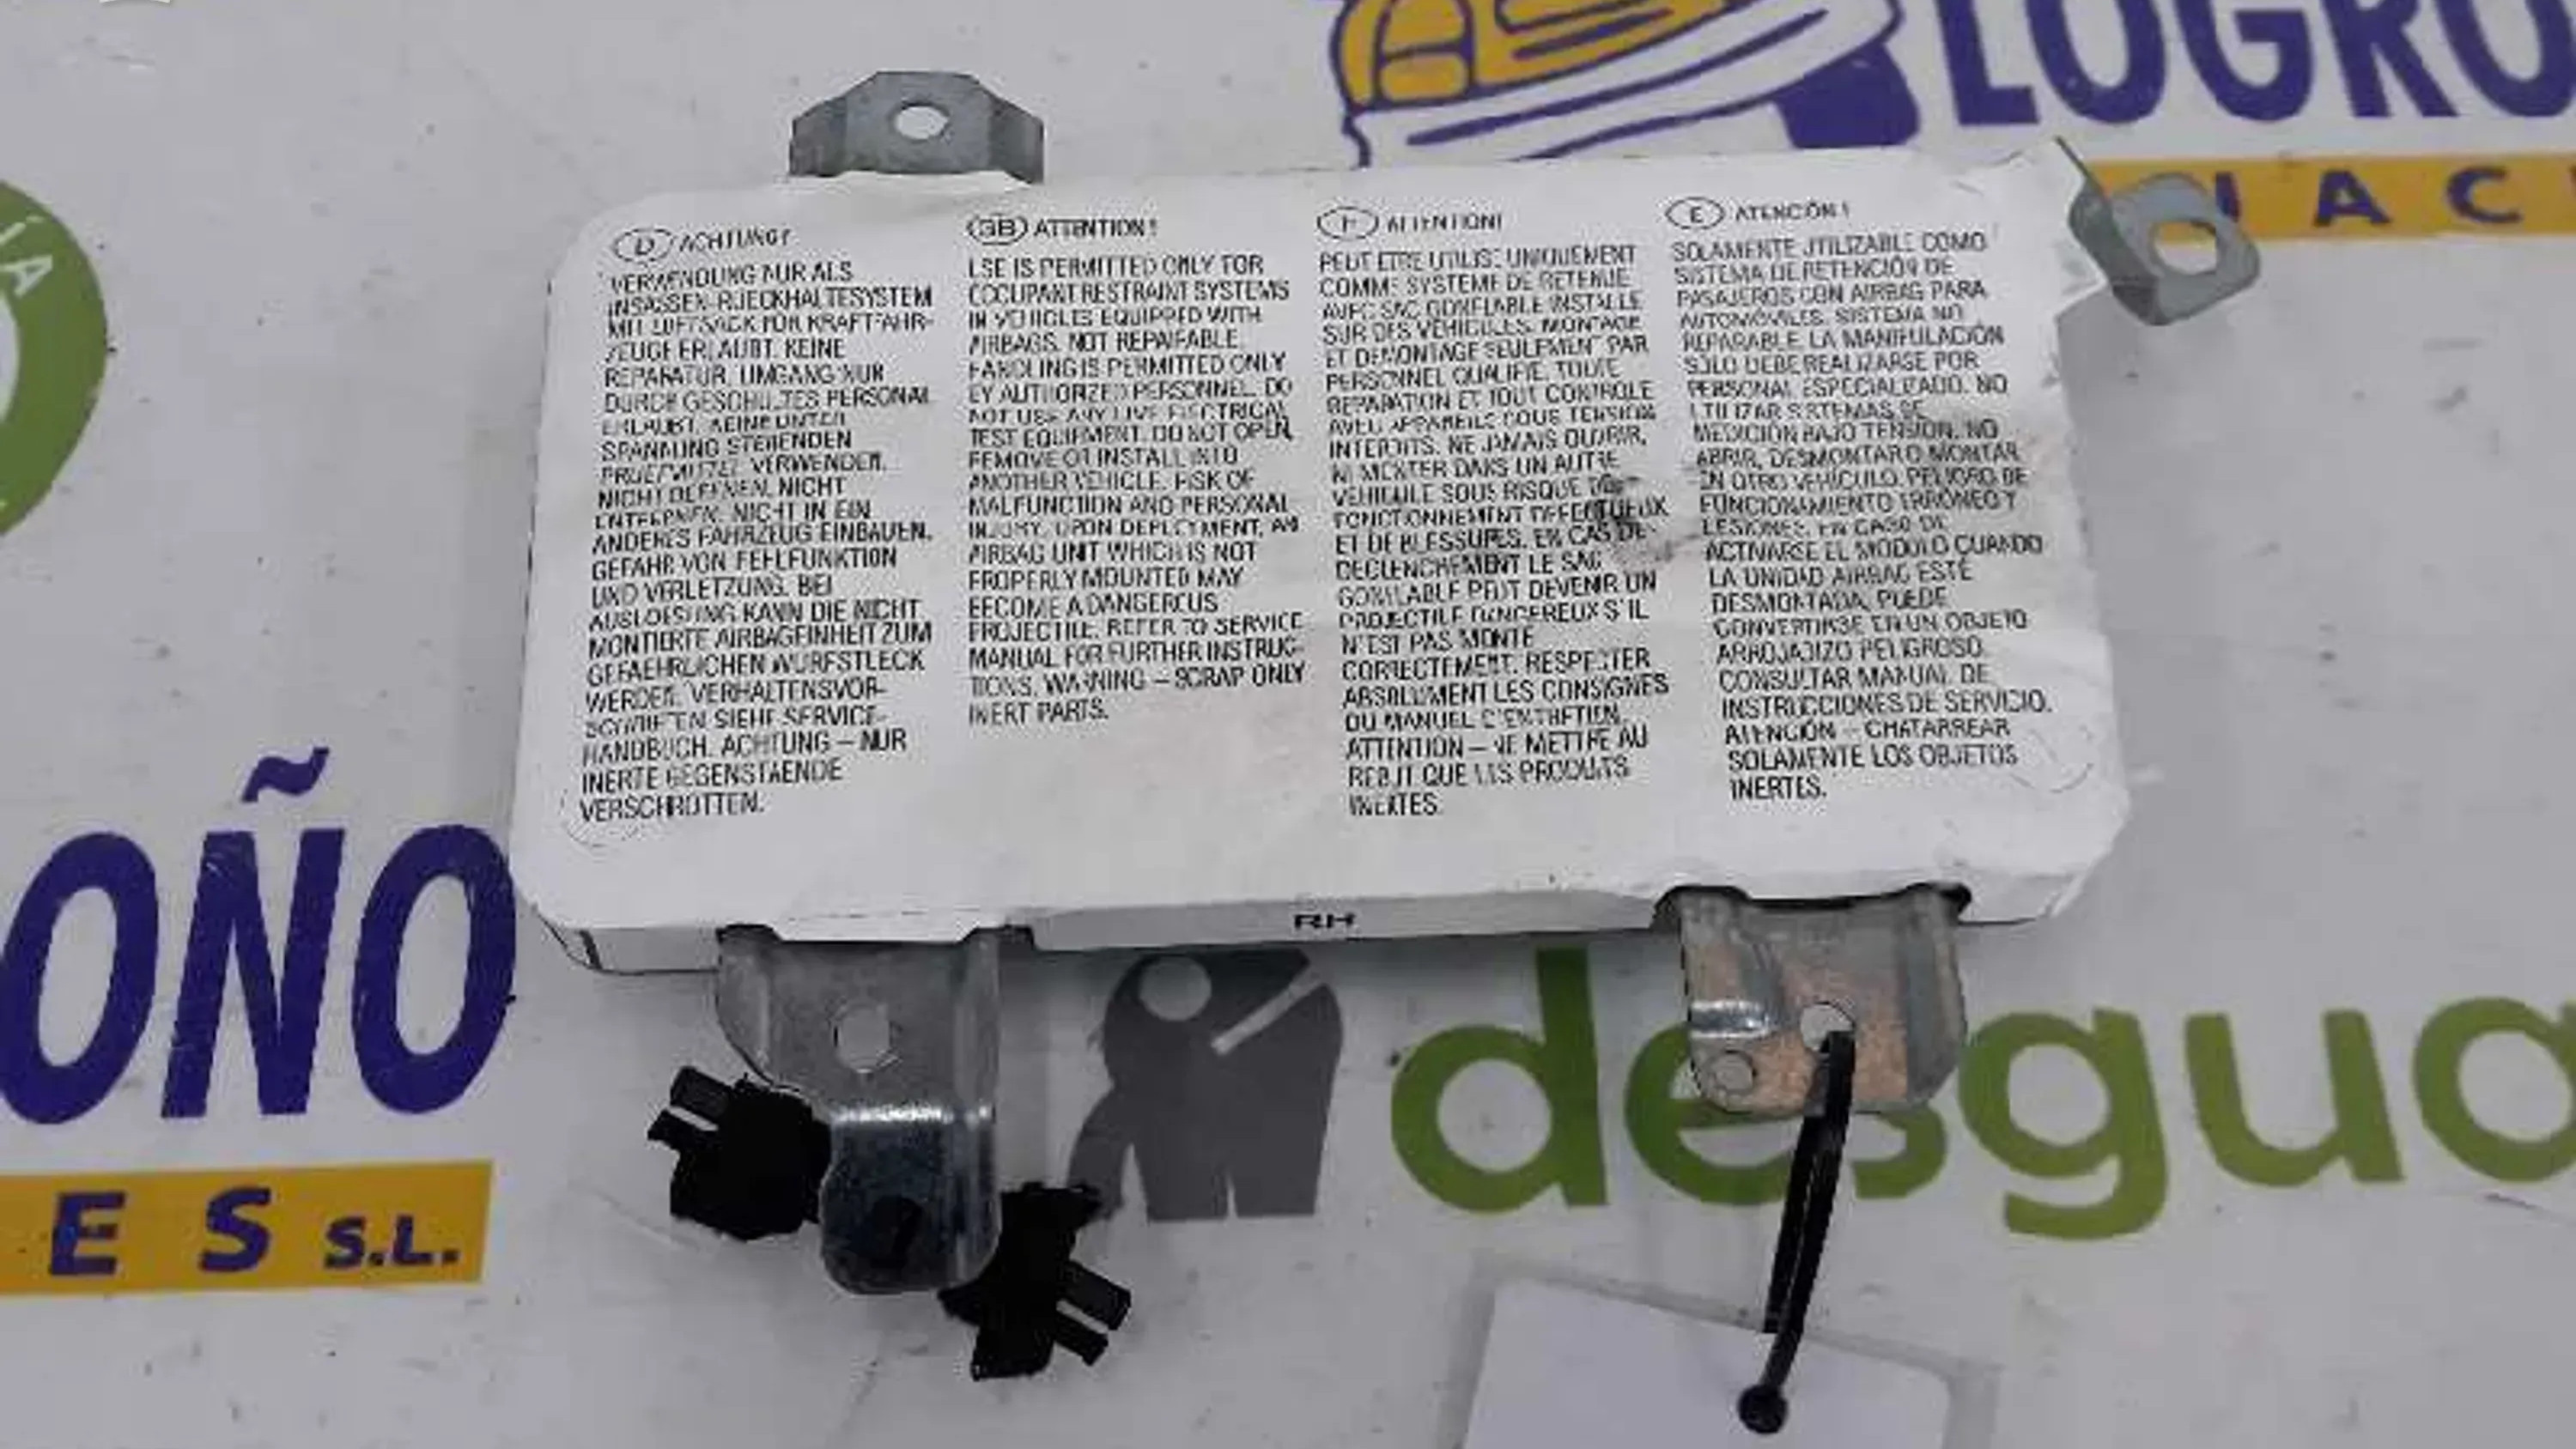 LOGRO
IAC
IA
D ACHTUNG!
VERWENDUNG NUR ALS
INSASSEN-RUECKHALTESYSTEM
MIT LUFTSACK FÜR KRAFTFAHR-
ZEUGE ERLAUBT. KEINE
REPARATUR. UMGANG NUR
DURCH GESCHULTES PERSONAL
ERLAUBT. KEINE UNTER
SPANNUNG STEHENDEN
PRUEFMITTEL VERWENDEN.
NICHT OEFFNEN, NICHT
ENTFERNEN, NICHT IN EIN
ANDERES FAHRZEUG EINBAUEN.
GEFAHR VON FEHLFUNKTION
UND VERLETZUNG. BEI
AUSLOESUNG KANN DIE NICHT
MONTIERTE AIRBAGEINHEIT ZUM
GEFAEHRLICHEN WURFSTUECK
WERDEN. VERHALTENSVOR-
SCHRIFTEN SIEHE SERVICE-
HANDBUCH. ACHTUNG – NUR
INERTE GEGENSTAENDE
VERSCHROTTEN.
GB ATTENTION!
USE IS PERMITTED ONLY FOR
OCCUPANT RESTRAINT SYSTEMS
IN VEHICLES EQUIPPED WITH
AIRBAGS. NOT REPAIRABLE.
HANDLING IS PERMITTED ONLY
BY AUTHORIZED PERSONNEL. DO
NOT USE ANY LIVE ELECTRICAL
TEST EQUIPMENT. DO NOT OPEN,
REMOVE OR INSTALL INTO
ANOTHER VEHICLE. RISK OF
MALFUNCTION AND PERSONAL
INJURY. UPON DEPLOYMENT, AN
AIRBAG UNIT WHICH IS NOT
PROPERLY MOUNTED MAY
BECOME A DANGEROUS
PROJECTILE. REFER TO SERVICE
MANUAL FOR FURTHER INSTRUC-
TIONS. WARNING – SCRAP ONLY
INERT PARTS.
F ATTENTION!
PEUT ETRE UTILISE UNIQUEMENT
COMME SYSTEME DE RETENUE
AVEC SAC GONFLABLE INSTALLE
SUR DES VEHICULES. MONTAGE
ET DEMONTAGE SEULEMENT PAR
PERSONNEL QUALIFIE. TOUTE
REPARATION ET TOUT CONTROLE
AVEC APPAREILS SOUS TENSION
INTERDITS. NE JAMAIS OUVRIR,
NI MONTER DANS UN AUTRE
VEHICULE SOUS RISQUE DE
FONCTIONNEMENT DEFECTUEUX
ET DE BLESSURES. EN CAS DE
DECLENCHEMENT LE SAC
GONFLABLE PEUT DEVENIR UN
PROJECTILE DANGEREUX S'IL
N'EST PAS MONTE
CORRECTEMENT. RESPECTER
ABSOLUMENT LES CONSIGNES
DU MANUEL D'ENTRETIEN.
ATTENTION – NE METTRE AU
REBUT QUE LES PRODUITS
INERTES.
E ATENCIÓN!
SOLAMENTE UTILIZABLE COMO
SISTEMA DE RETENCIÓN DE
PASAJEROS CON AIRBAG PARA
AUTOMÓVILES. SISTEMA NO
REPARABLE. LA MANIPULACIÓN
SÓLO DEBE REALIZARSE POR
PERSONAL ESPECIALIZADO. NO
UTILIZAR SISTEMAS DE
MEDICIÓN BAJO TENSIÓN. NO
ABRIR, DESMONTAR O MONTAR
EN OTRO VEHÍCULO. PELIGRO DE
FUNCIONAMIENTO ERRÓNEO Y
LESIONES. EN CASO DE
ACTIVARSE EL MÓDULO CUANDO
LA UNIDAD AIRBAG ESTÉ
DESMONTADA, PUEDE
CONVERTIRSE EN UN OBJETO
ARROJADIZO PELIGROSO.
CONSULTAR MANUAL DE
INSTRUCCIONES DE SERVICIO.
ATENCIÓN – CHATARREAR
SOLAMENTE LOS OBJETOS
INERTES.
RH
OÑO
ES S.L.
desgua